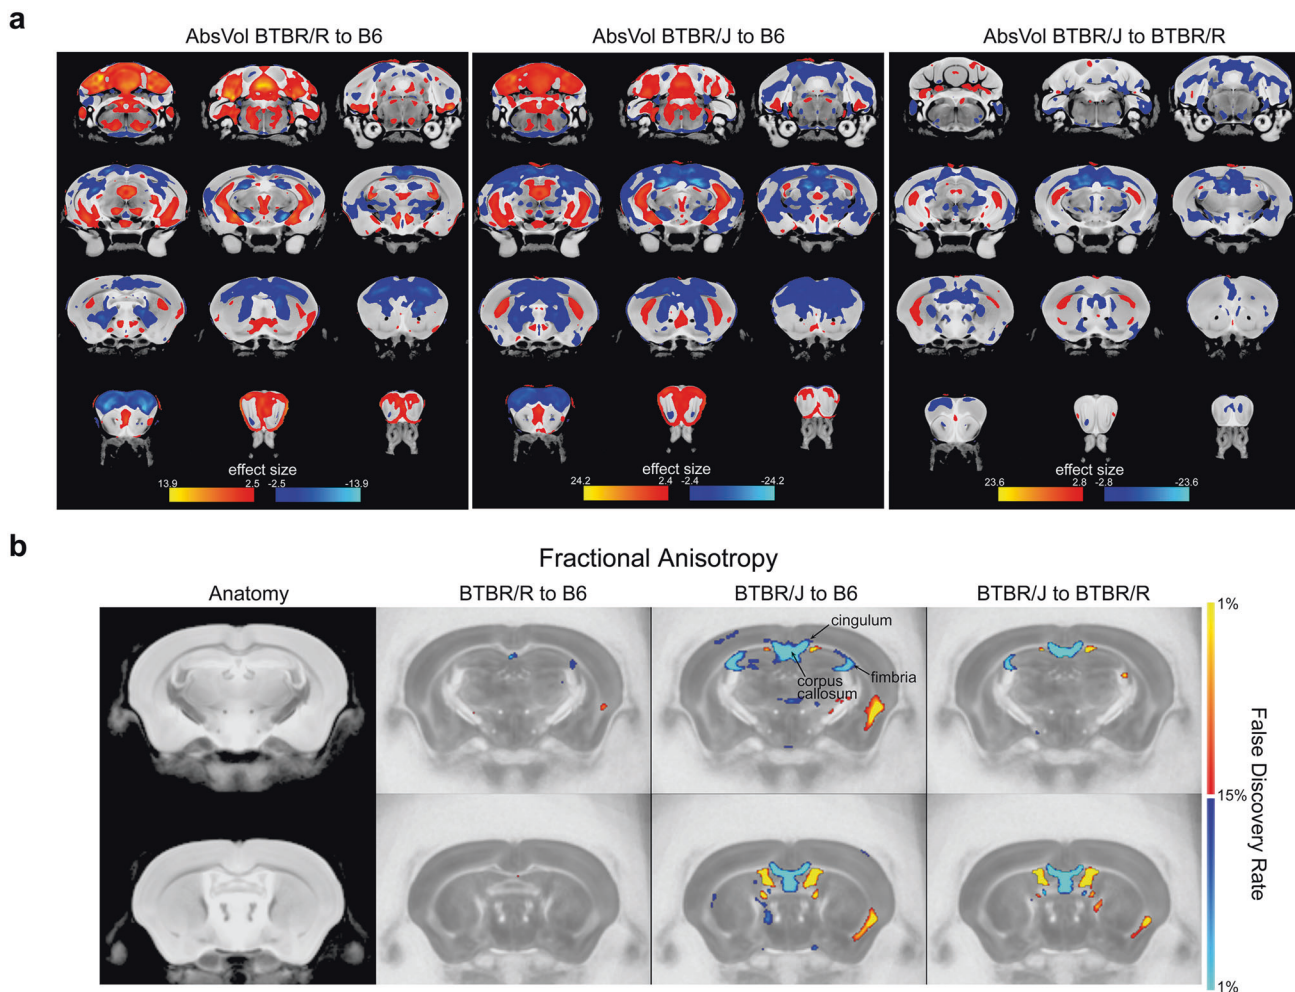 a
AbsVol BTBR/R to B6
AbsVol BTBR/J to B6
AbsVol BTBR/J to BTBR/R
effect size
13.9 2.5 -2.5 -13.9
effect size
24.2 2.4 -2.4 -24.2
effect size
23.6 2.8 -2.8 -23.6
b
Fractional Anisotropy
Anatomy
BTBR/R to B6
BTBR/J to B6
BTBR/J to BTBR/R
cingulum
corpus
callosum
fimbria
1%
15%
1%
False Discovery Rate